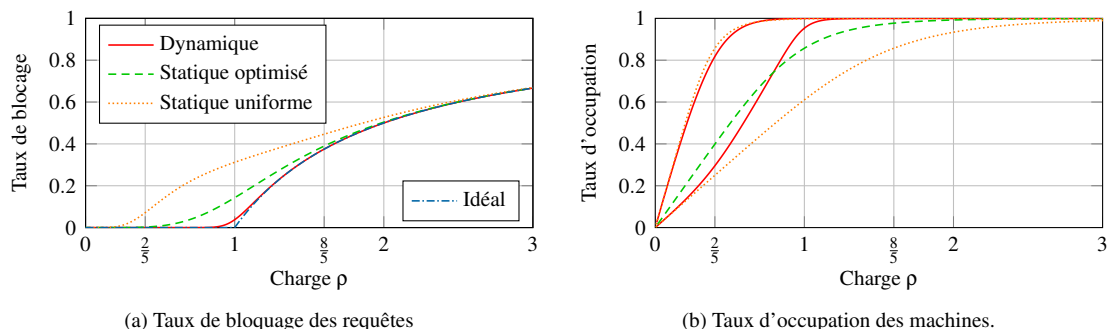 Taux de blocage
1
0.8
0.6
0.4
0.2
0
Dynamique
Statique optimisé
Statique uniforme
Idéal
0 2/5 1 8/5 2 3
Charge ρ
(a) Taux de bloquage des requêtes
Taux d'occupation
1
0.8
0.6
0.4
0.2
0
0 2/5 1 8/5 2 3
Charge ρ
(b) Taux d'occupation des machines.